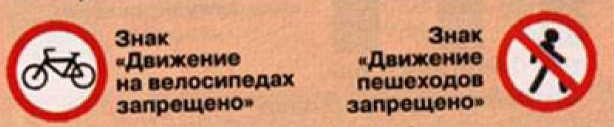 Знак
«Движение
на велосипедах
запрещено»
Знак
«Движение
пешеходов
запрещено»